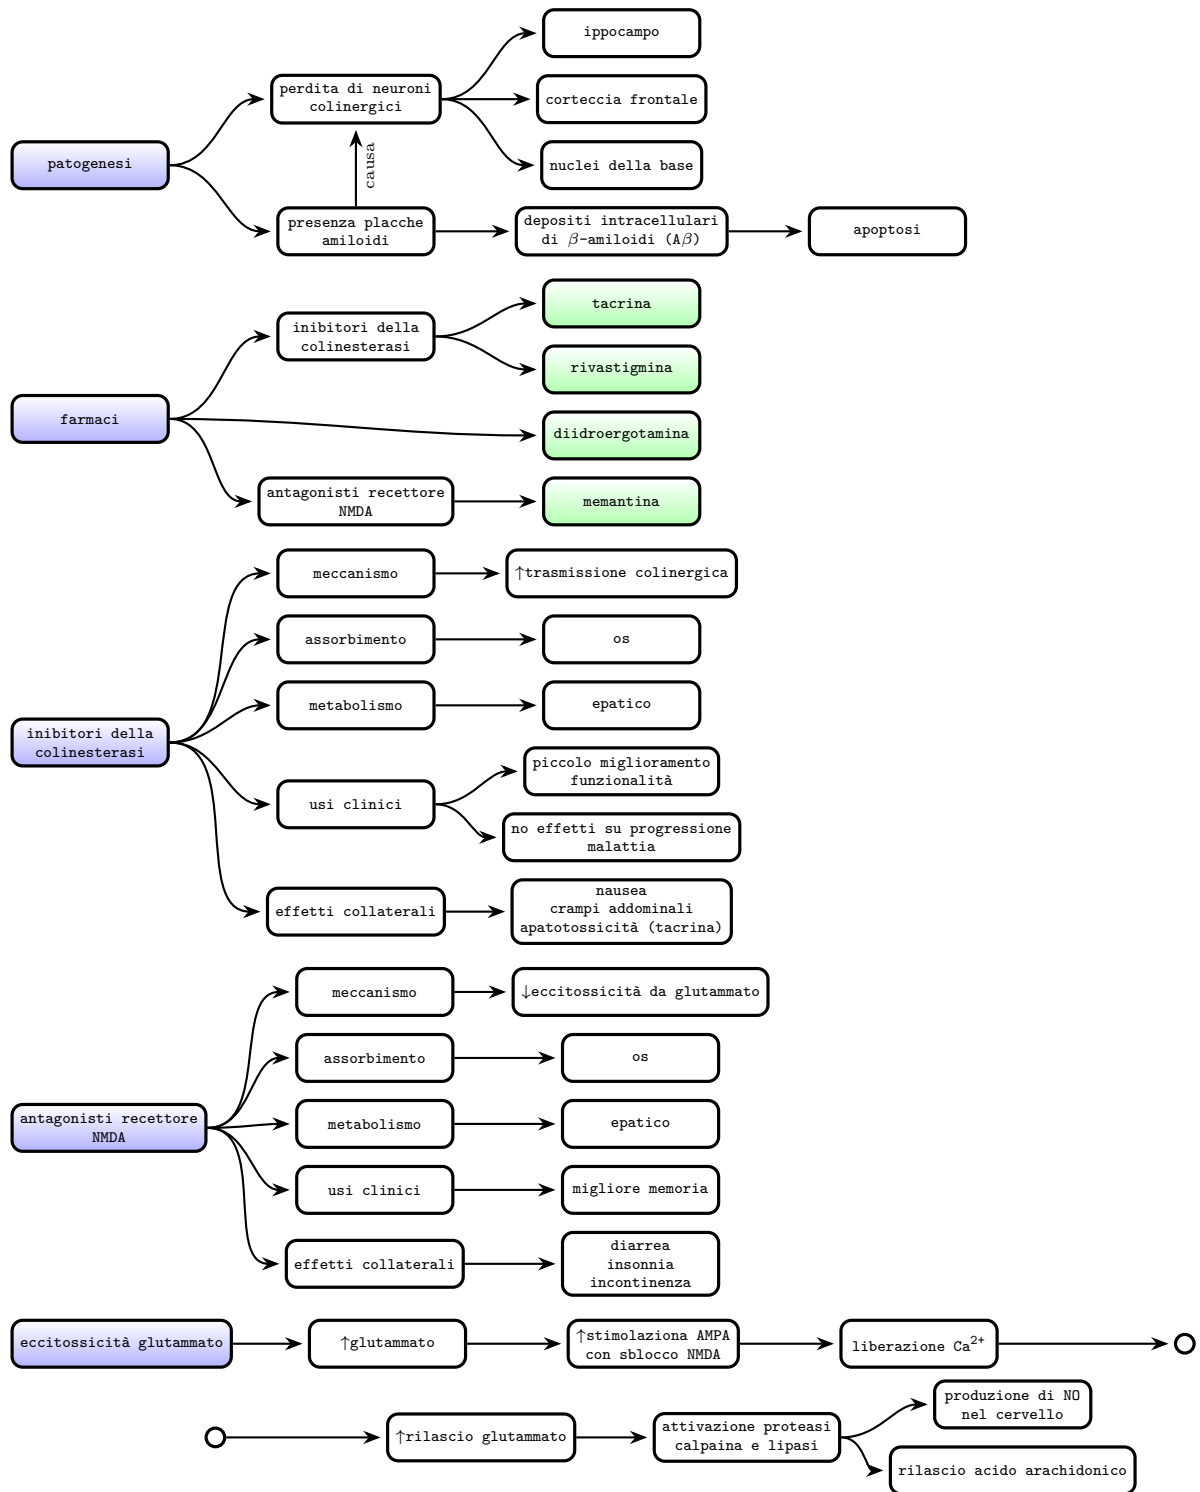 ippocampo
perdita di neuroni
colinergici
corteccia frontale
patogenesi
causa
nuclei della base
presenza placche
amiloidi
depositi intracellulari
di β-amiloidi (Aβ)
apoptosi
tacrina
inibitori della
colinesterasi
rivastigmina
farmaci
diidroergotamina
antagonisti recettore
NMDA
memantina
meccanismo
↑trasmissione colinergica
assorbimento
os
metabolismo
epatico
inibitori della
colinesterasi
piccolo miglioramento
funzionalità
usi clinici
no effetti su progressione
malattia
effetti collaterali
nausea
crampi addominali
apatotossicità (tacrina)
meccanismo
↓eccitossicità da glutammato
assorbimento
os
antagonisti recettore
NMDA
metabolismo
epatico
usi clinici
migliore memoria
effetti collaterali
diarrea
insonnia
incontinenza
eccitossicità glutammato
↑glutammato
↑stimolaziona AMPA
con sblocco NMDA
liberazione Ca²⁺
↑rilascio glutammato
attivazione proteasi
calpaina e lipasi
produzione di NO
nel cervello
rilascio acido arachidonico